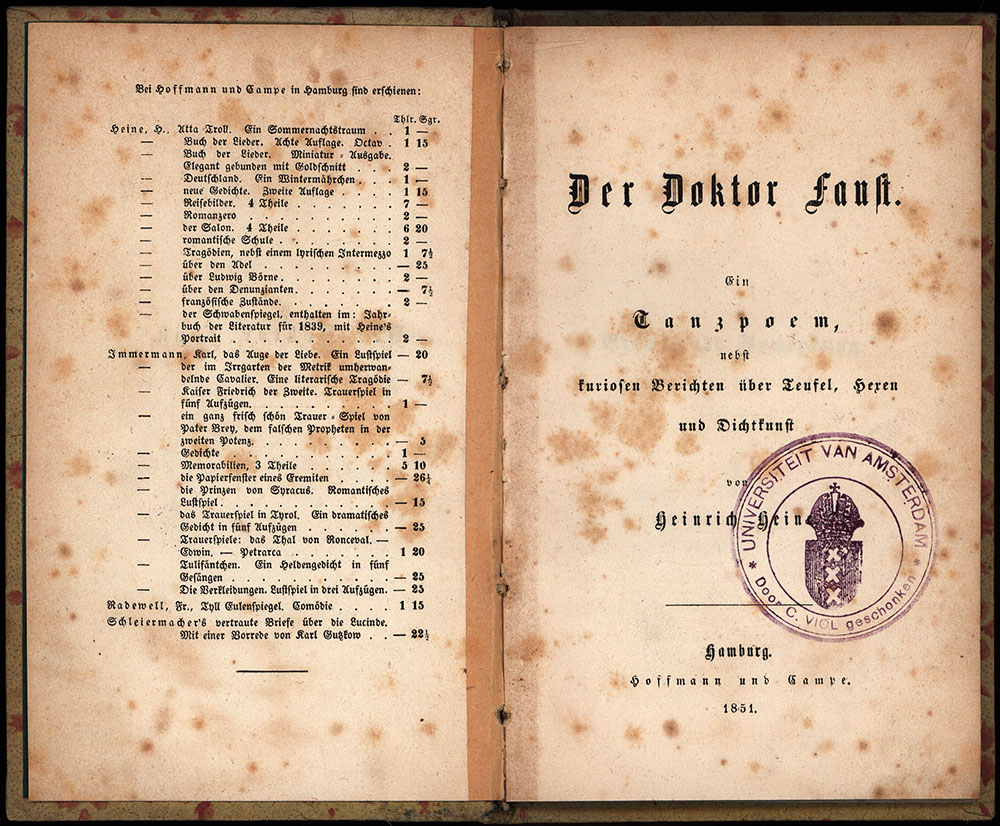 Bei Hoffmann und Campe in Hamburg sind erschienen:
Thlr. Sgr.
Heine, H., Atta Troll. Ein Sommernachtstraum . . 1 —
— Buch der Lieder. Achte Auflage. Octav . 1 15
— Buch der Lieder. Miniatur-Ausgabe.
Elegant gebunden mit Goldschnitt . . . 2 —
— Deutschland. Ein Wintermährchen . . . . 1 —
— neue Gedichte. Zweite Auflage . . . . . 1 15
— Reisebilder. 4 Theile . . . . . . . . 7 —
— Romanzero . . . . . . . . . . . 2 —
— der Salon. 4 Theile . . . . . . . . 6 20
— romantische Schule . . . . . . . . . 2 —
— Tragödien, nebst einem lyrischen Intermezzo 1 7½
— über den Adel . . . . . . . . . . — 25
— über Ludwig Börne . . . . . . . . . 2 —
— über den Denunzianten . . . . . . . . — 7½
— französische Zustände. . . . . . . . . 2 —
— der Schwabenspiegel, enthalten im: Jahr-
buch der Literatur für 1839, mit Heine's
Portrait . . . . . . . . . . . . 2 —
Immermann, Karl, das Auge der Liebe. Ein Lustspiel — 20
— der im Irrgarten der Metrik umherwan-
delnde Cavalier. Eine literarische Tragödie — 7½
— Kaiser Friedrich der Zweite. Trauerspiel in
fünf Aufzügen. . . . . . . . . . . 1 —
— ein ganz frisch schön Trauer-Spiel von
Pater Brey, dem falschen Propheten in der
zweiten Potenz. . . . . . . . . . . — 5
— Gedichte . . . . . . . . . . . . 1 —
— Memorabilien, 3 Theile . . . . . . . 5 10
— die Papierfenster eines Eremiten . . . . — 26¼
— die Prinzen von Syracus. Romantisches
Lustspiel . . . . . . . . . . . . — 15
— das Trauerspiel in Tyrol. Ein dramatisches
Gedicht in fünf Aufzügen . . . . . . . — 25
— Trauerspiele: das Thal von Ronceval. —
Edwin. — Petrarca . . . . . . . . . 1 20
— Tulifäntchen. Ein Heldengedicht in fünf
Gesängen . . . . . . . . . . . . — 25
— Die Verkleidungen. Lustspiel in drei Aufzügen. — 25
Radewell, Fr., Tyll Eulenspiegel. Comödie . . . . 1 15
Schleiermacher's vertraute Briefe über die Lucinde.
Mit einer Vorrede von Karl Gutzkow . . — 22½
Der Doktor Faust.
Ein
Tanzpoem,
nebst
kuriosen Berichten über Teufel, Hexen
und Dichtkunst
von
Heinrich Heine
Hamburg.
Hoffmann und Campe.
1851.
* UNIVERSITEIT VAN AMSTERDAM *
Door C. VIOL geschonken